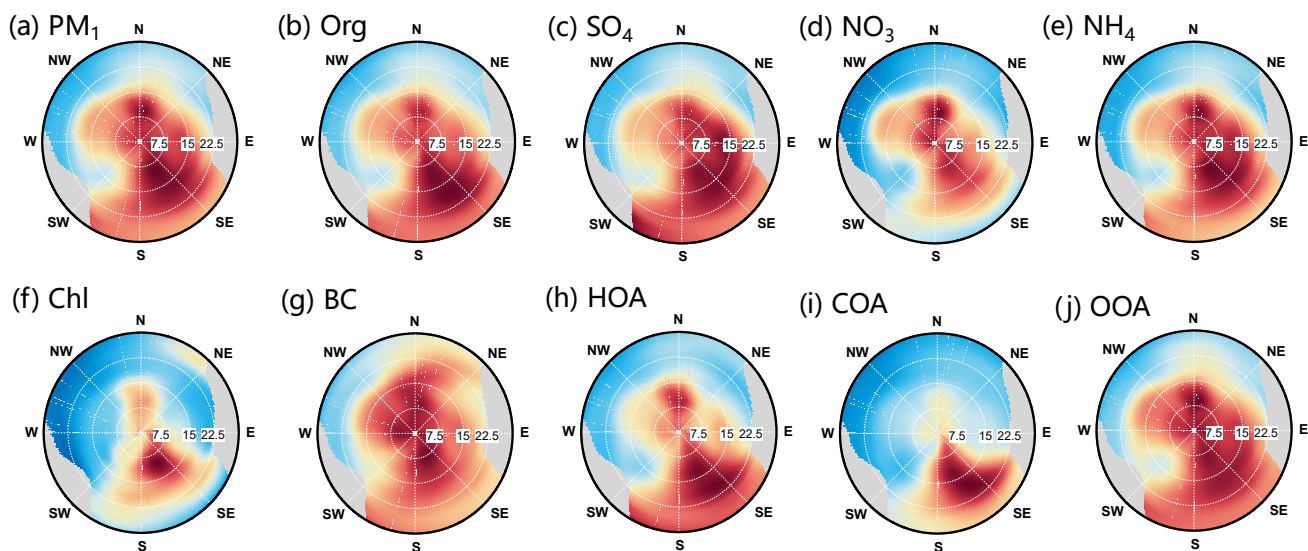 (a) PM₁
(b) Org
(c) SO₄
(d) NO₃
(e) NH₄
N
N
N
N
N
NW
NE
NW
NE
NW
NE
NW
NE
NW
NE
W
7.5
15
22.5
E
W
7.5
15
22.5
E
W
7.5
15
22.5
E
W
7.5
15
22.5
E
W
7.5
15
22.5
E
SW
SE
SW
SE
SW
SE
SW
SE
SW
SE
S
S
S
S
S
(f) Chl
(g) BC
(h) HOA
(i) COA
(j) OOA
N
N
N
N
N
NW
NE
NW
NE
NW
NE
NW
NE
NW
NE
W
7.5
15
22.5
E
W
7.5
15
22.5
E
W
7.5
15
22.5
E
W
7.5
15
22.5
E
W
7.5
15
22.5
E
SW
SE
SW
SE
SW
SE
SW
SE
SW
SE
S
S
S
S
S